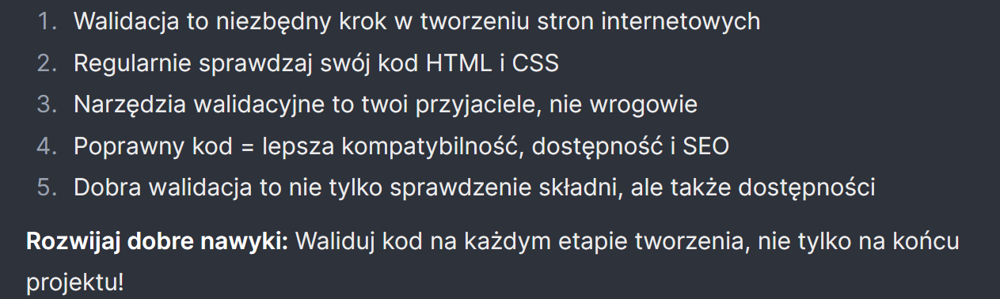 1. Walidacja to niezbędny krok w tworzeniu stron internetowych
2. Regularnie sprawdzaj swój kod HTML i CSS
3. Narzędzia walidacyjne to twoi przyjaciele, nie wrogowie
4. Poprawny kod = lepsza kompatybilność, dostępność i SEO
5. Dobra walidacja to nie tylko sprawdzenie składni, ale także dostępności
Rozwijaj dobre nawyki: Waliduj kod na każdym etapie tworzenia, nie tylko na końcu
projektu!